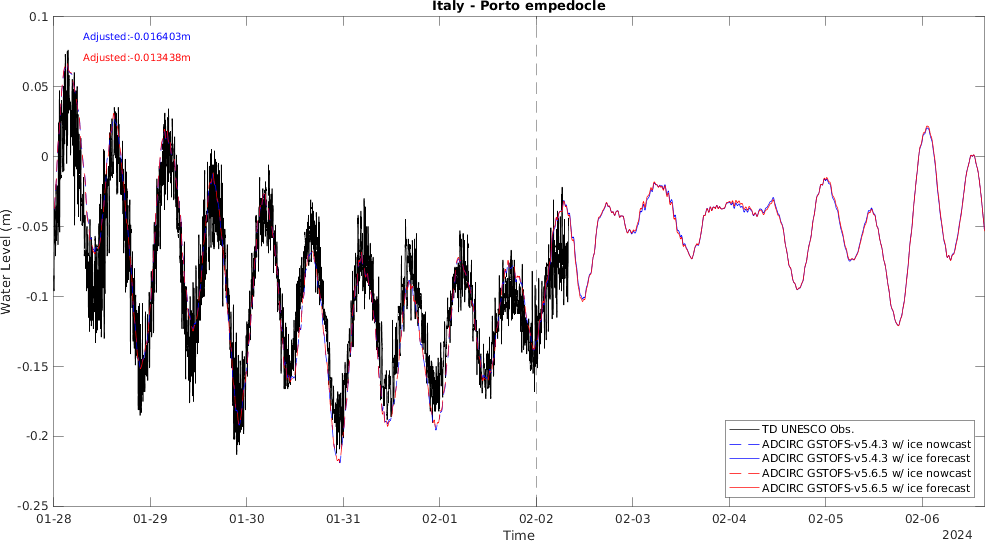 Italy - Porto empedocle
0.1
0.05
0
-0.05
-0.1
-0.15
-0.2
-0.25
Water Level (m)
Adjusted:-0.016403m
Adjusted:-0.013438m
TD UNESCO Obs.
ADCIRC GSTOFS-v5.4.3 w/ ice nowcast
ADCIRC GSTOFS-v5.4.3 w/ ice forecast
ADCIRC GSTOFS-v5.6.5 w/ ice nowcast
ADCIRC GSTOFS-v5.6.5 w/ ice forecast
01-28 01-29 01-30 01-31 02-01 02-02 02-03 02-04 02-05 02-06
Time
2024